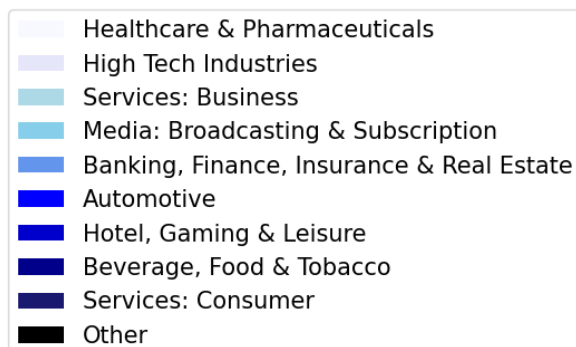 Healthcare & Pharmaceuticals
High Tech Industries
Services: Business
Media: Broadcasting & Subscription
Banking, Finance, Insurance & Real Estate
Automotive
Hotel, Gaming & Leisure
Beverage, Food & Tobacco
Services: Consumer
Other